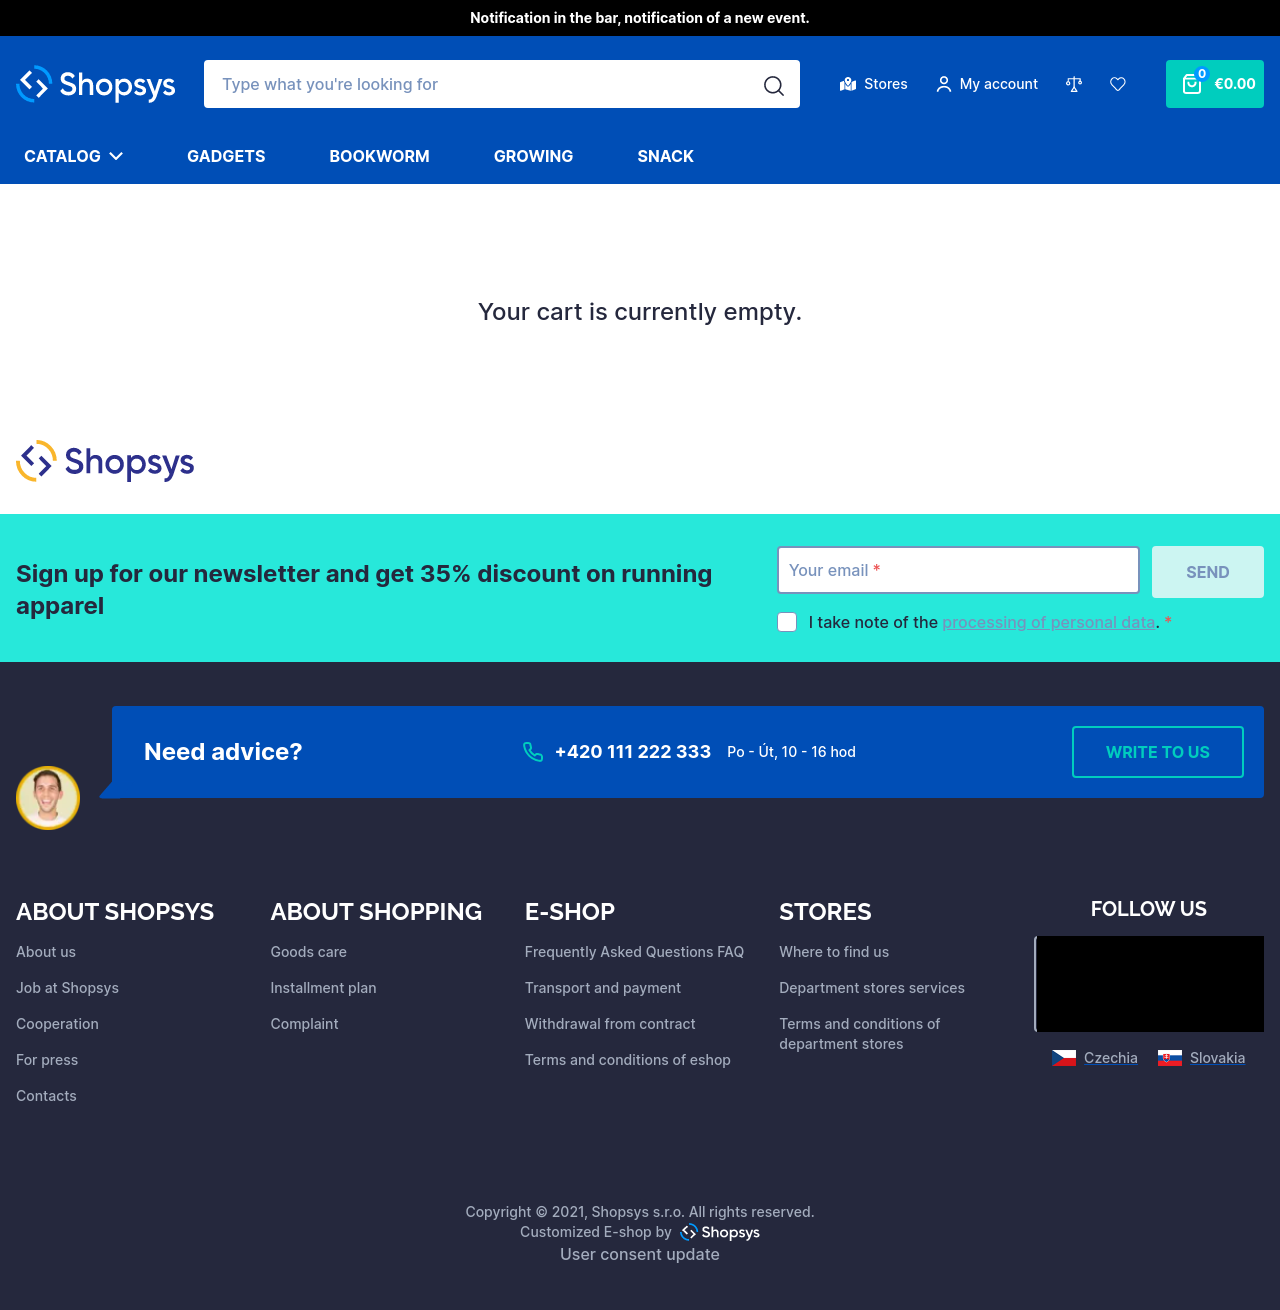 Notification in the bar, notification of a new event.
Shopsys
Type what you're looking for
Stores
My account
0
€0.00
CATALOG
GADGETS
BOOKWORM
GROWING
SNACK
Your cart is currently empty.
Shopsys
Sign up for our newsletter and get 35% discount on running
apparel
Your email *
SEND
I take note of the processing of personal data. *
Need advice?
+420 111 222 333
Po - Út, 10 - 16 hod
WRITE TO US
ABOUT SHOPSYS
About us
Job at Shopsys
Cooperation
For press
Contacts
ABOUT SHOPPING
Goods care
Installment plan
Complaint
E-SHOP
Frequently Asked Questions FAQ
Transport and payment
Withdrawal from contract
Terms and conditions of eshop
STORES
Where to find us
Department stores services
Terms and conditions of
department stores
FOLLOW US
Czechia
Slovakia
Copyright © 2021, Shopsys s.r.o. All rights reserved.
Customized E-shop by Shopsys
User consent update